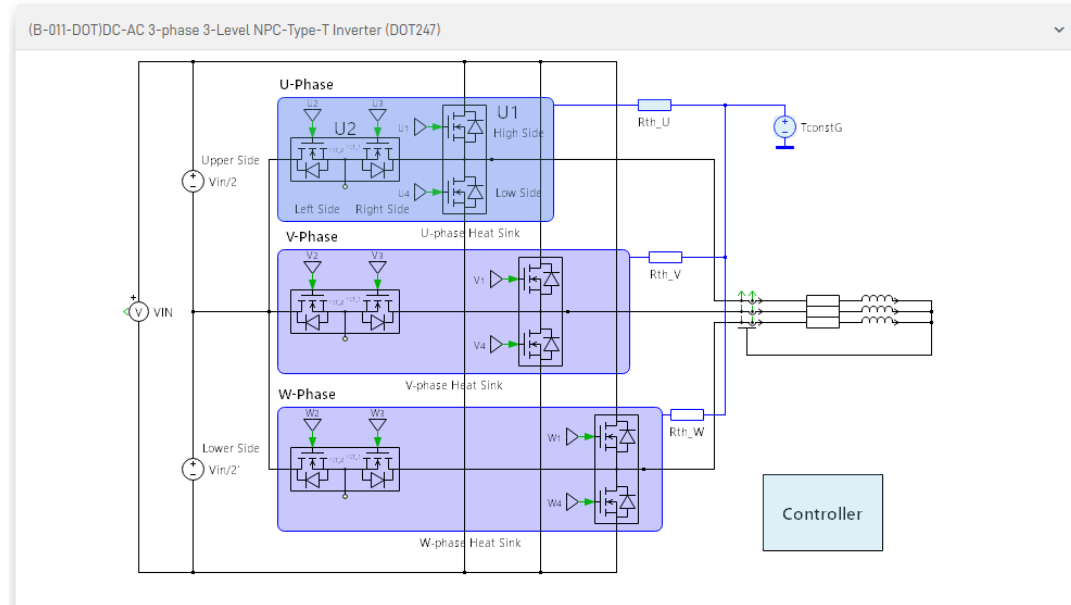 (B-011-DOT)DC-AC 3-phase 3-Level NPC-Type-T Inverter (DOT247)
U-Phase
U2 U3
U2
U1
U1
High Side
Rth_U
TconstG
Upper Side
Vin/2
U4
Low Side
Left Side Right Side
U-phase Heat Sink
V-Phase
V2 V3
V1
Rth_V
VIN
V
V4
V-phase Heat Sink
W-Phase
W2 W3
W1
Rth_W
Lower Side
Vin/2'
W4
Controller
W-phase Heat Sink